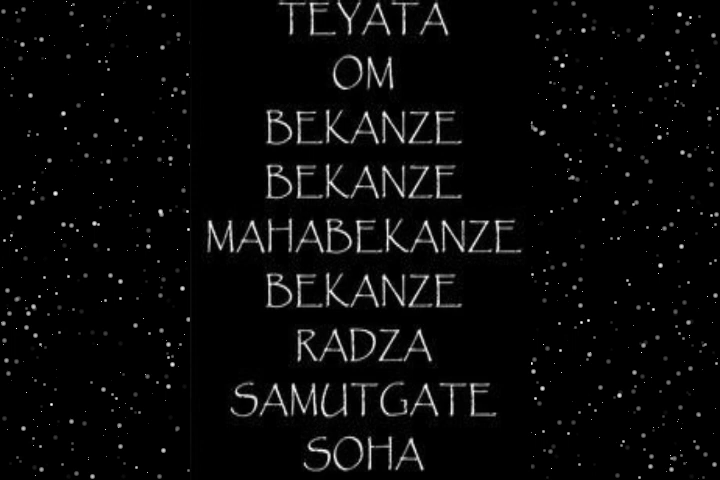 TEYATA
OM
BEKANZE
BEKANZE
MAHABEKANZE
BEKANZE
RADZA
SAMUTGATE
SOHA